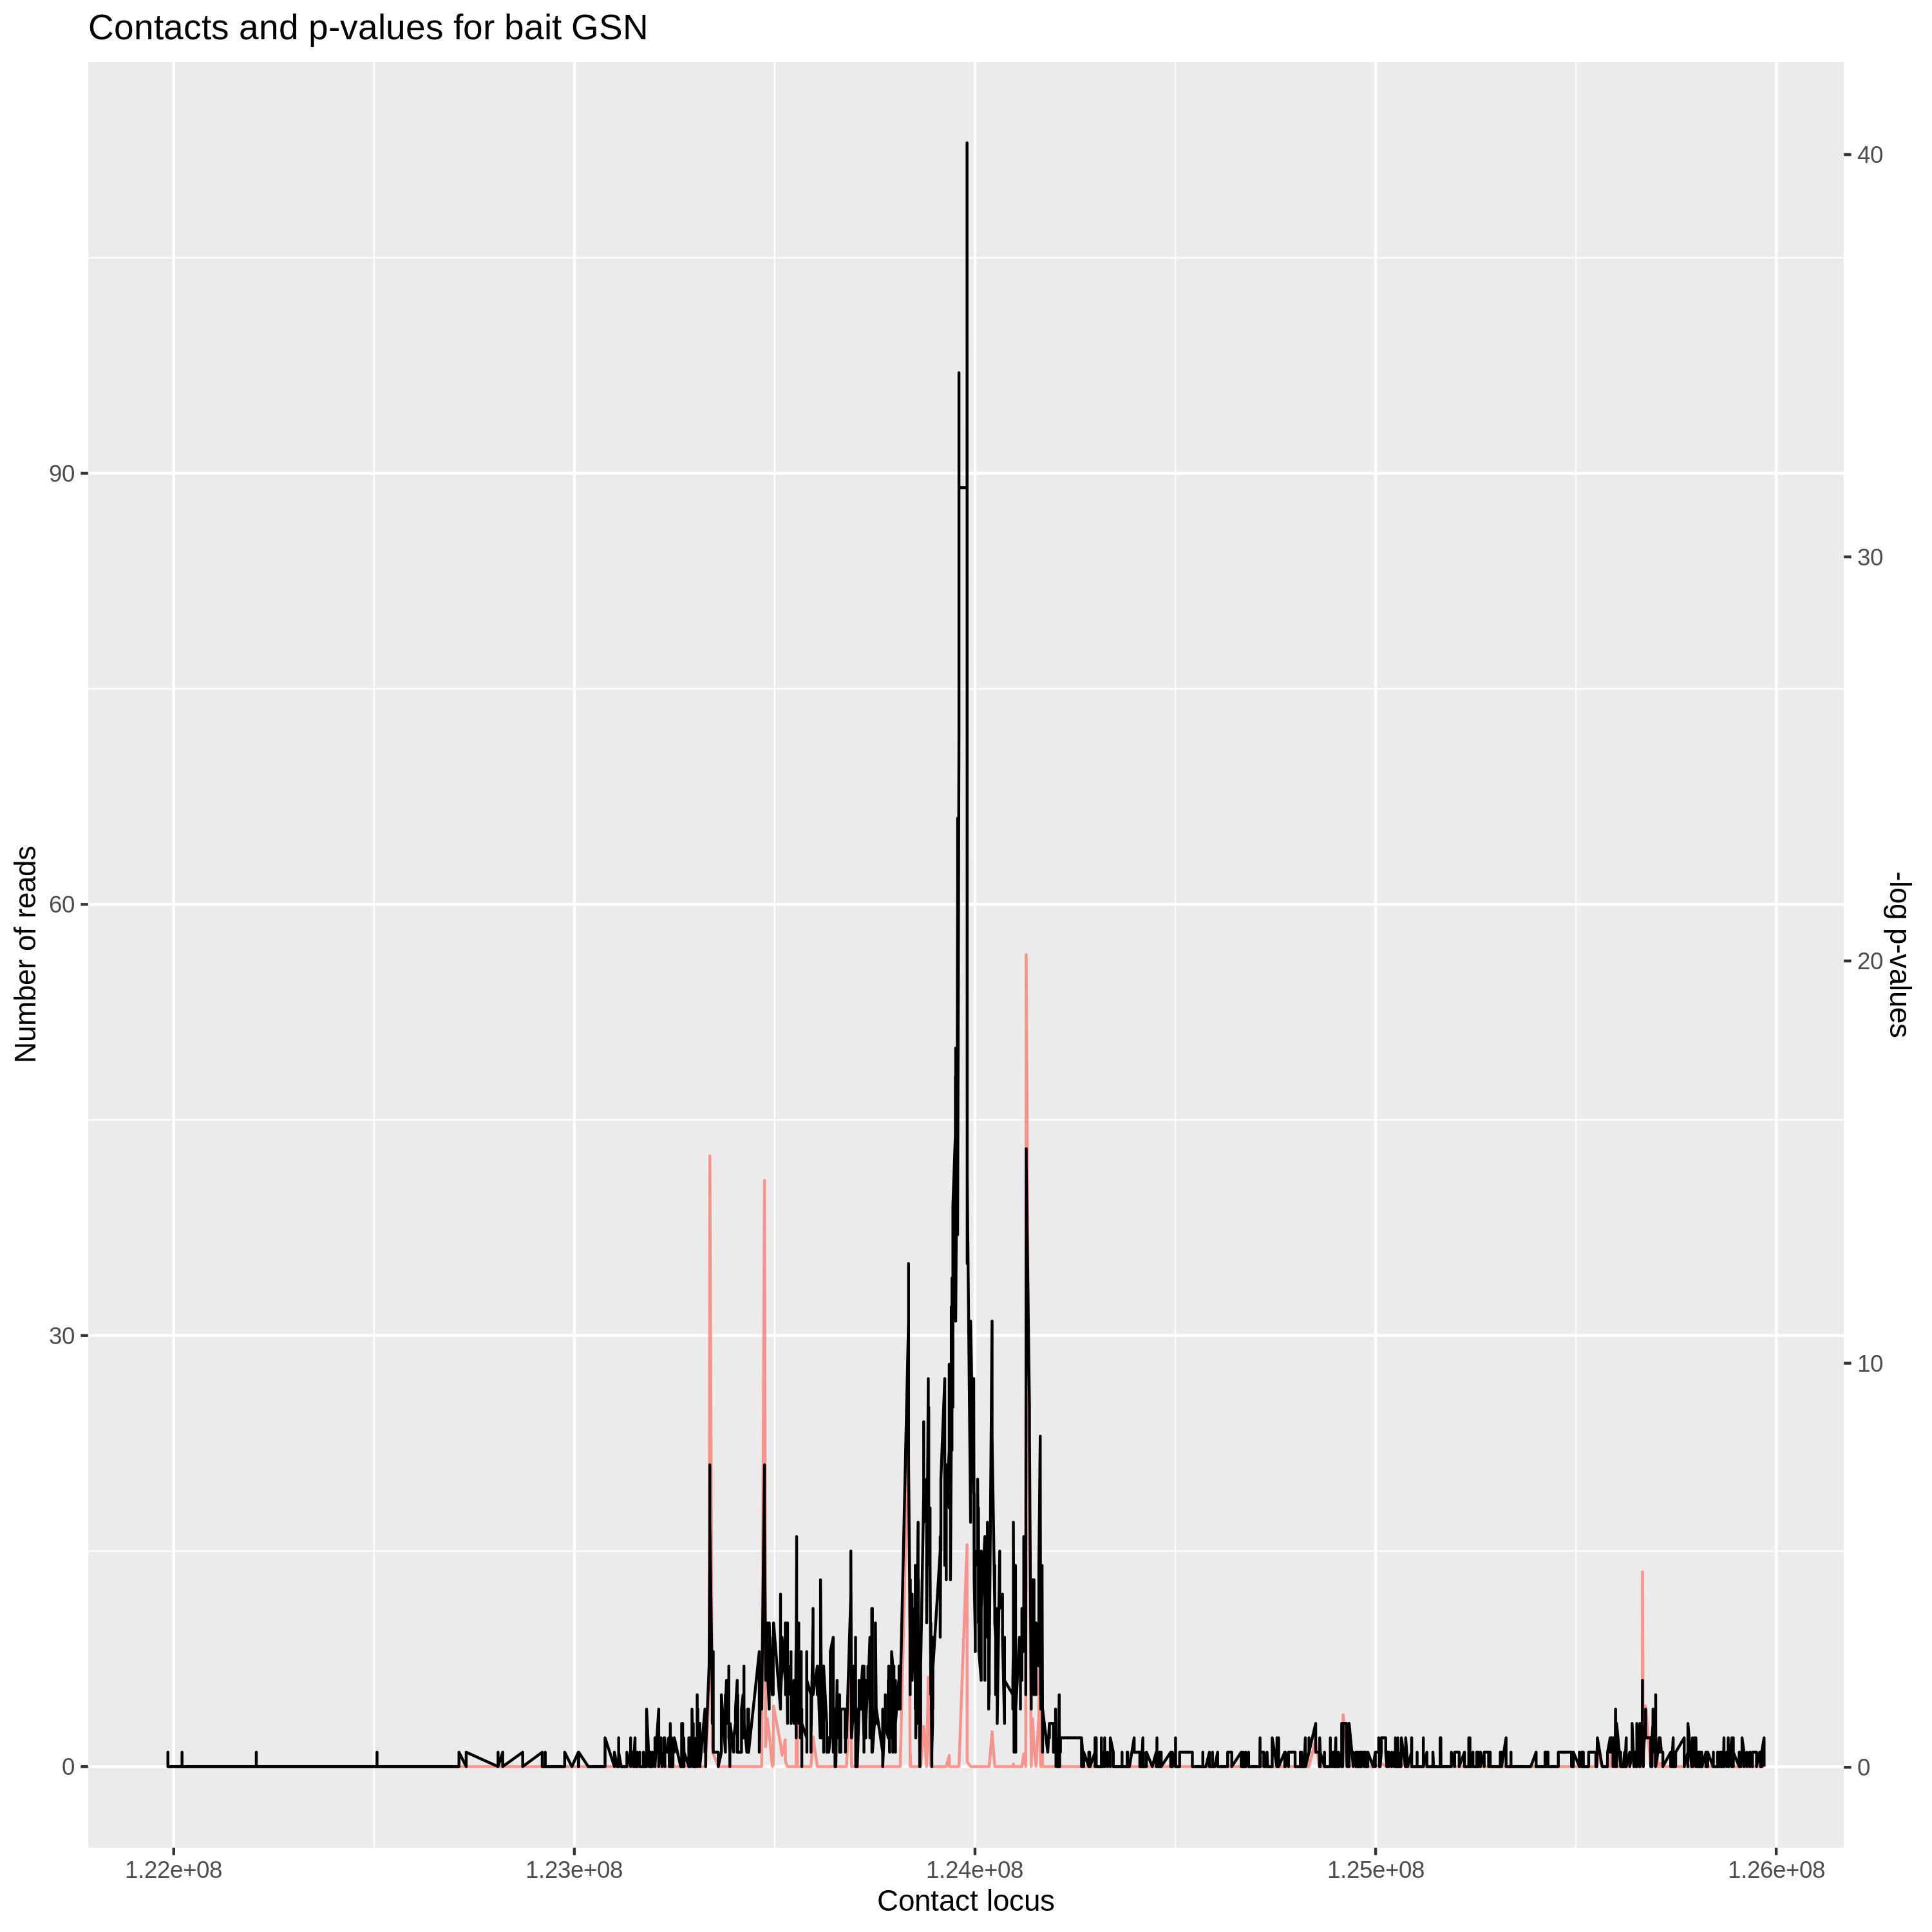 Contacts and p-values for bait GSN
40
30
20
10
0
90
60
30
0
Number of reads
-log p-values
1.22e+08 1.23e+08 1.24e+08 1.25e+08 1.26e+08
Contact locus